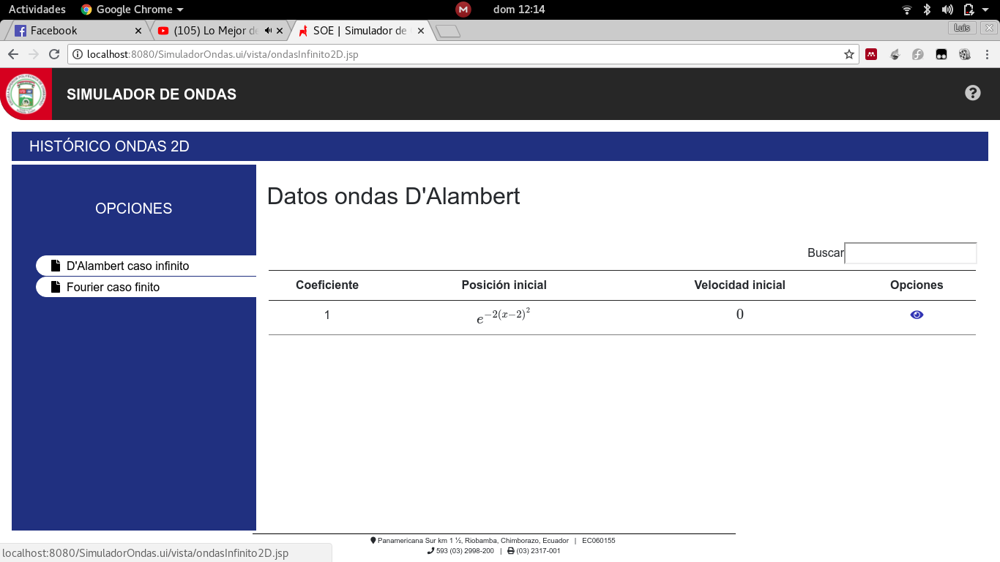 Actividades Google Chrome dom 12:14
Facebook (105) Lo Mejor de SOE | Simulador de Luis
localhost:8080/SimuladorOndas.ui/vista/ondasInfinito2D.jsp
SIMULADOR DE ONDAS
HISTÓRICO ONDAS 2D
OPCIONES
D'Alambert caso infinito
Fourier caso finito
Datos ondas D'Alambert
Buscar
Coeficiente Posición inicial Velocidad inicial Opciones
1 e^{-2(x-2)^2} 0
Panamericana Sur km 1 ½, Riobamba, Chimborazo, Ecuador | EC060155
593 (03) 2998-200 | (03) 2317-001
localhost:8080/SimuladorOndas.ui/vista/ondasInfinito2D.jsp